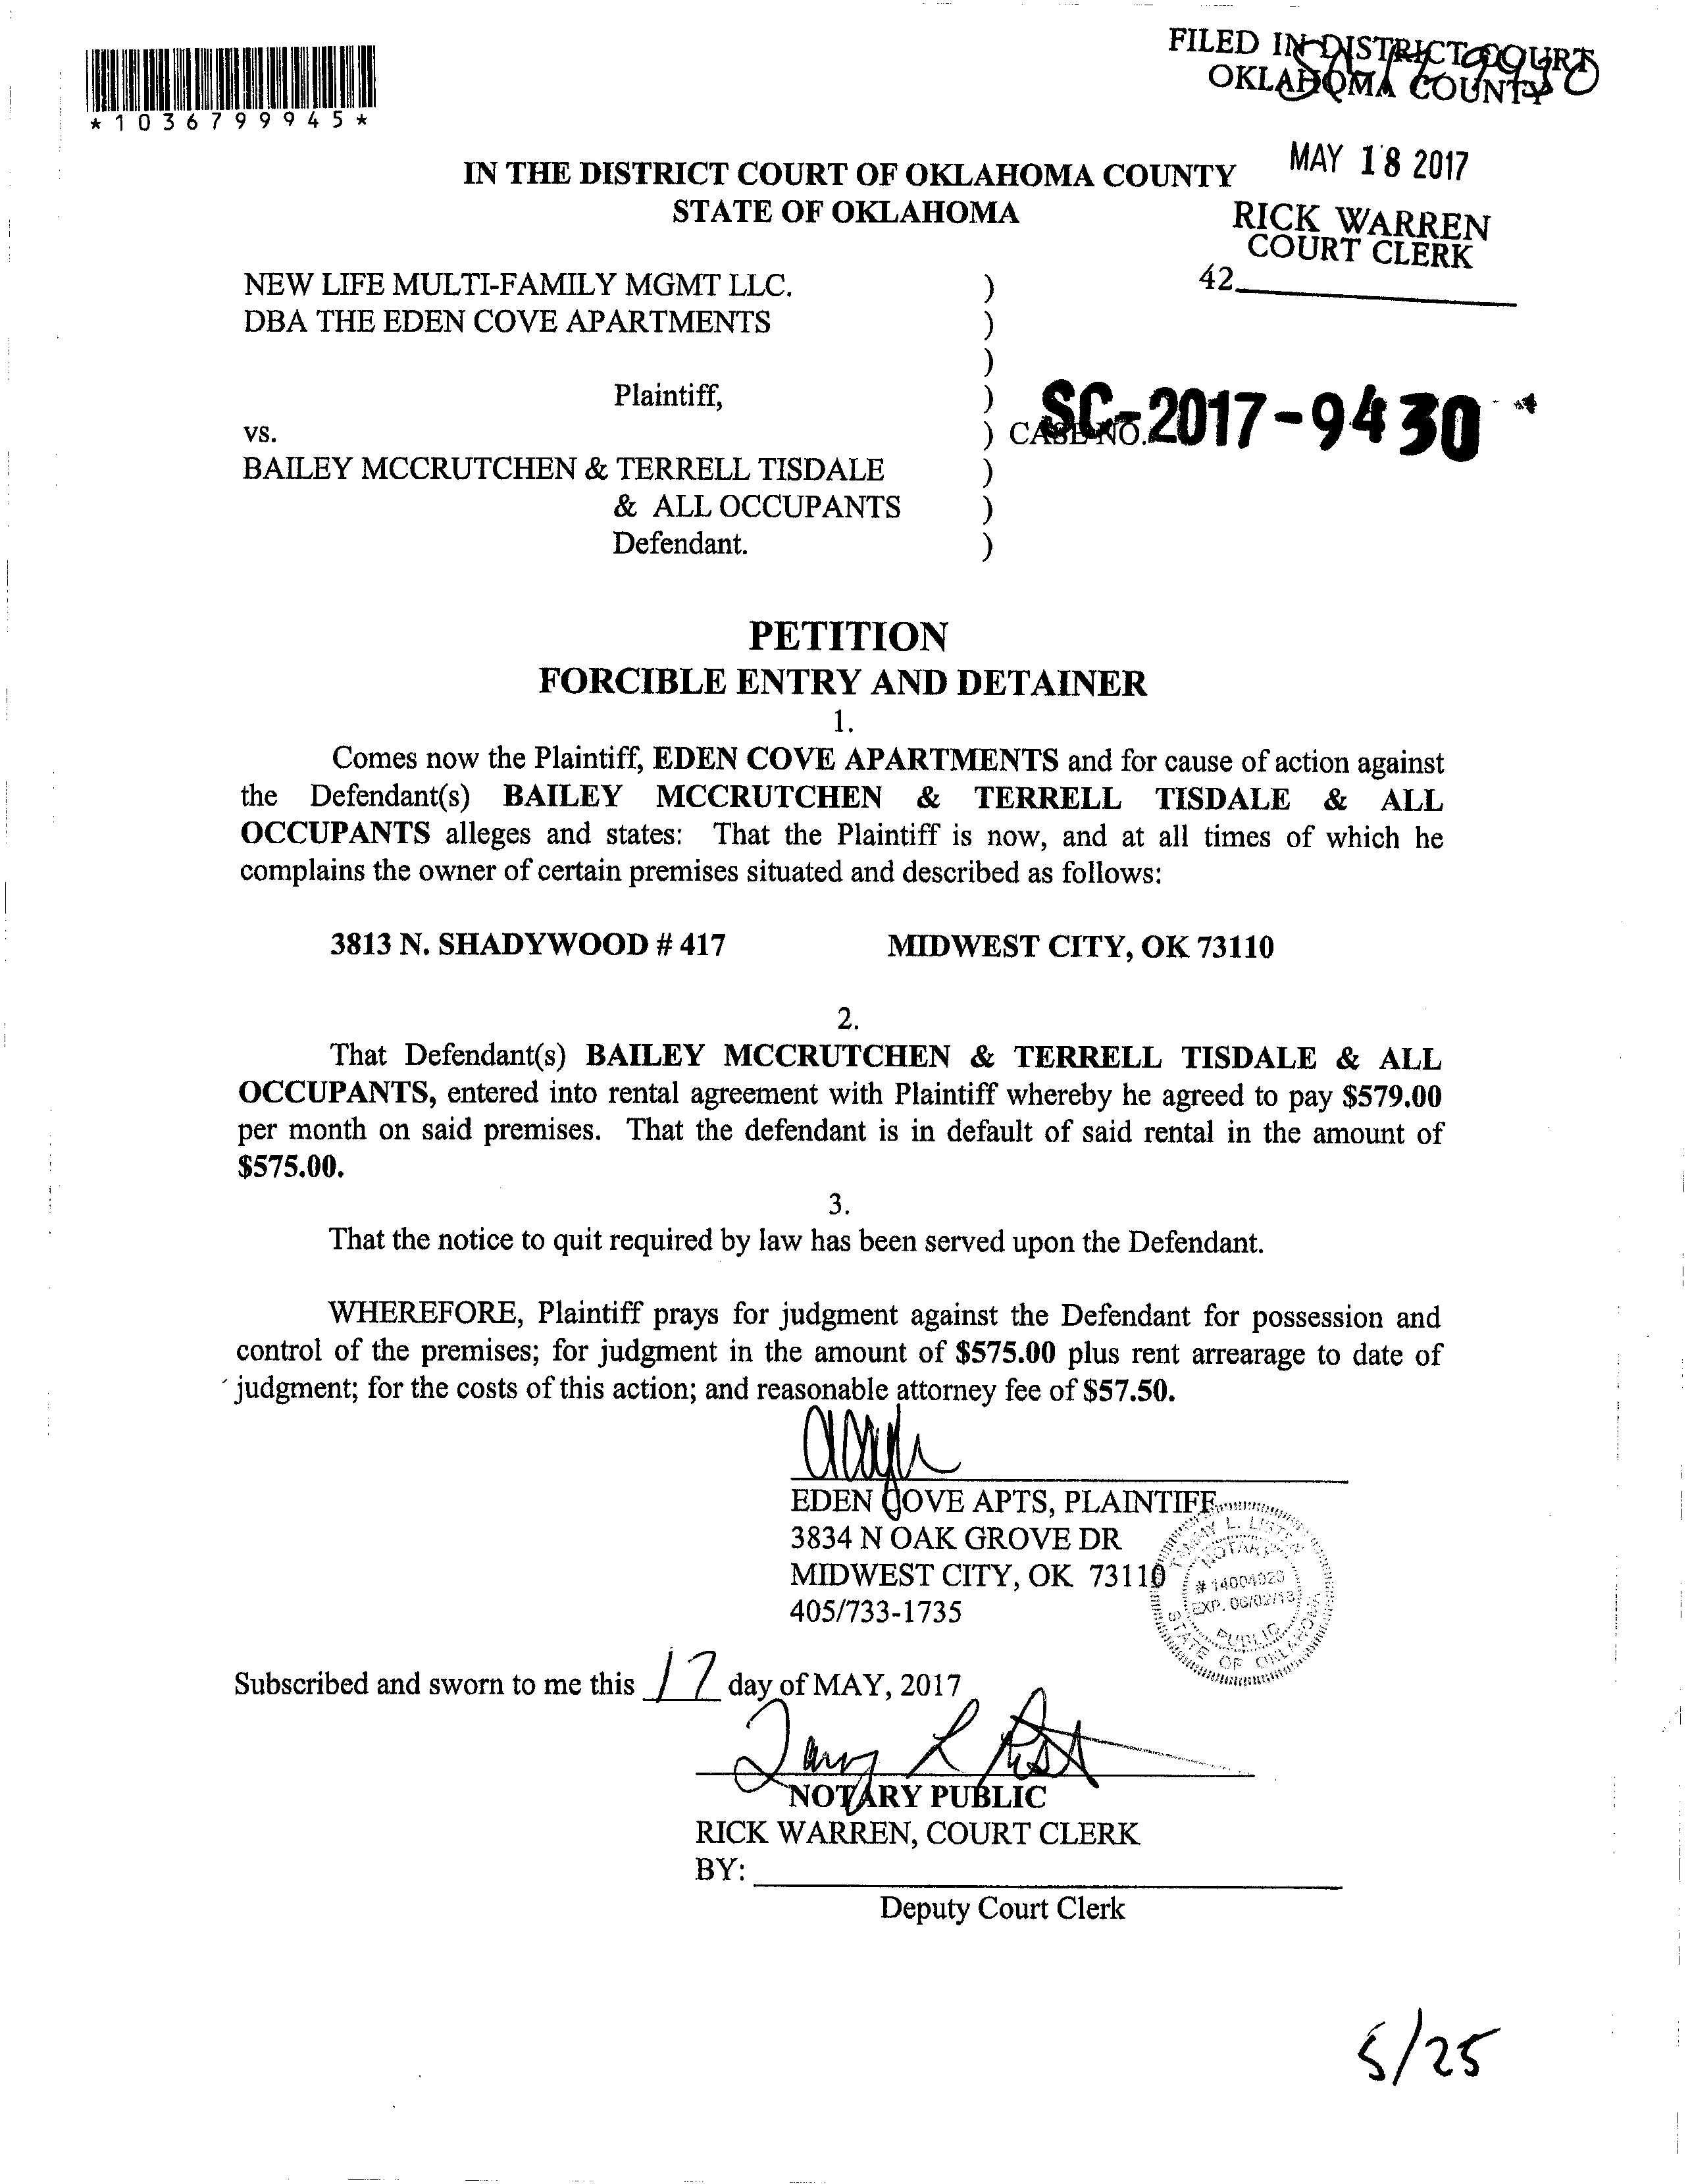 FILED IN DISTRICT COURT
OKLAHOMA COUNTY
*1036799945*
MAY 18 2017
IN THE DISTRICT COURT OF OKLAHOMA COUNTY
STATE OF OKLAHOMA
RICK WARREN
COURT CLERK
42
NEW LIFE MULTI-FAMILY MGMT LLC. )
DBA THE EDEN COVE APARTMENTS )
)
Plaintiff, )
vs. ) CASE NO. SC-2017-9430
BAILEY MCCRUTCHEN & TERRELL TISDALE )
& ALL OCCUPANTS )
Defendant. )
PETITION
FORCIBLE ENTRY AND DETAINER
1.
Comes now the Plaintiff, EDEN COVE APARTMENTS and for cause of action against
the Defendant(s) BAILEY MCCRUTCHEN & TERRELL TISDALE & ALL
OCCUPANTS alleges and states: That the Plaintiff is now, and at all times of which he
complains the owner of certain premises situated and described as follows:
3813 N. SHADYWOOD # 417 MIDWEST CITY, OK 73110
2.
That Defendant(s) BAILEY MCCRUTCHEN & TERRELL TISDALE & ALL
OCCUPANTS, entered into rental agreement with Plaintiff whereby he agreed to pay $579.00
per month on said premises. That the defendant is in default of said rental in the amount of
$575.00.
3.
That the notice to quit required by law has been served upon the Defendant.
WHEREFORE, Plaintiff prays for judgment against the Defendant for possession and
control of the premises; for judgment in the amount of $575.00 plus rent arrearage to date of
judgment; for the costs of this action; and reasonable attorney fee of $57.50.
EDEN COVE APTS, PLAINTIFF
3834 N OAK GROVE DR
MIDWEST CITY, OK 73110
405/733-1735
NOTARY
PUBLIC
STATE OF OKLAHOMA
Subscribed and sworn to me this 17 day of MAY, 2017
NOTARY PUBLIC
RICK WARREN, COURT CLERK
BY:
Deputy Court Clerk
5/25